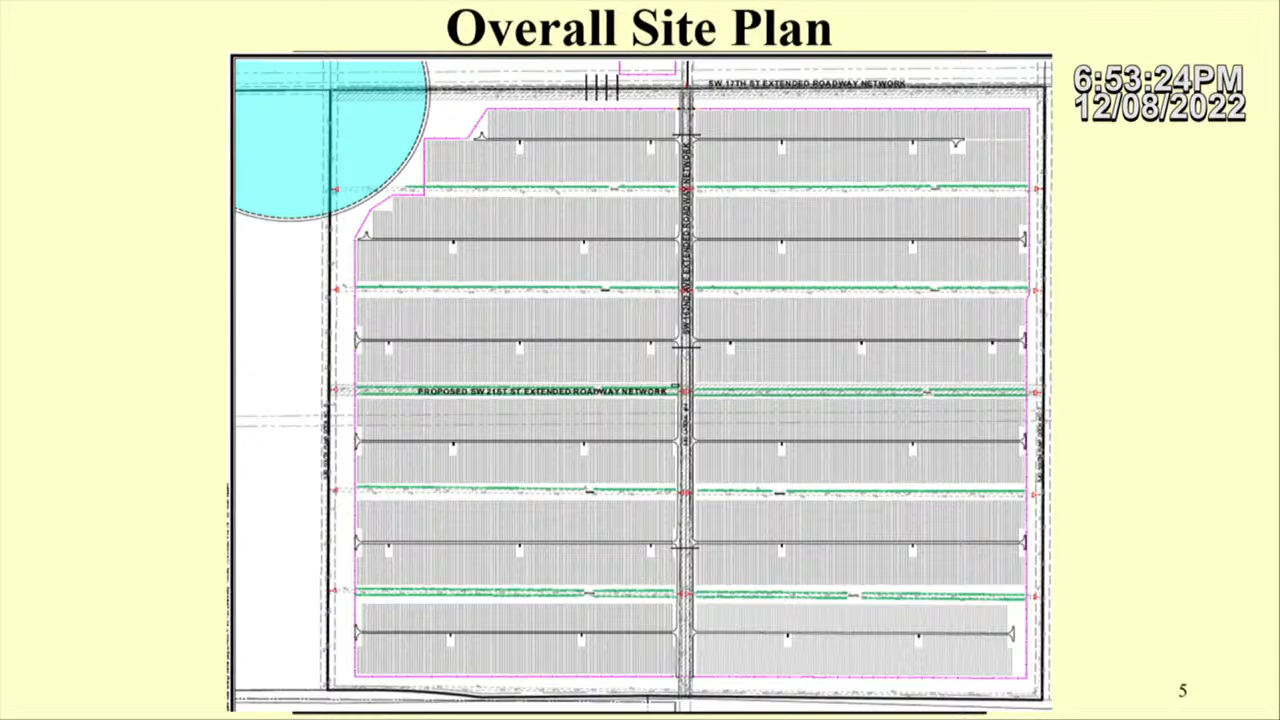 Overall Site Plan
6:53:24PM
12/08/2022
SW 17TH ST EXTENDED ROADWAY NETWORK
PROPOSED SW 21ST ST EXTENDED ROADWAY NETWORK
5